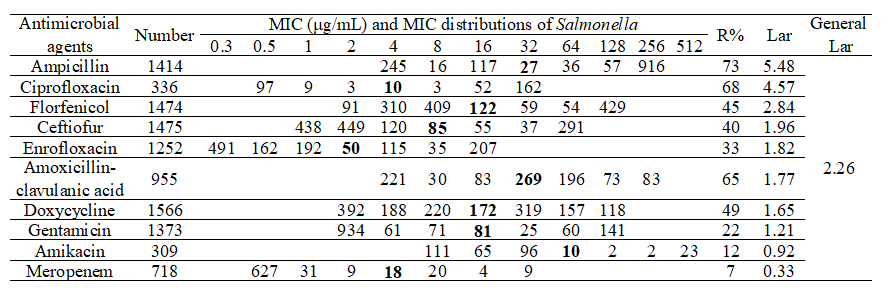 Antimicrobial agents Number MIC (μg/mL) and MIC distributions of Salmonella R% Lar General Lar
0.3 0.5 1 2 4 8 16 32 64 128 256 512
Ampicillin 1414 245 16 117 27 36 57 916 73 5.48
Ciprofloxacin 336 97 9 3 10 3 52 162 68 4.57
Florfenicol 1474 91 310 409 122 59 54 429 45 2.84
Ceftiofur 1475 438 449 120 85 55 37 291 40 1.96
Enrofloxacin 1252 491 162 192 50 115 35 207 33 1.82
Amoxicillin-
clavulanic acid 955 221 30 83 269 196 73 83 65 1.77
2.26
Doxycycline 1566 392 188 220 172 319 157 118 49 1.65
Gentamicin 1373 934 61 71 81 25 60 141 22 1.21
Amikacin 309 111 65 96 10 2 2 23 12 0.92
Meropenem 718 627 31 9 18 20 4 9 7 0.33